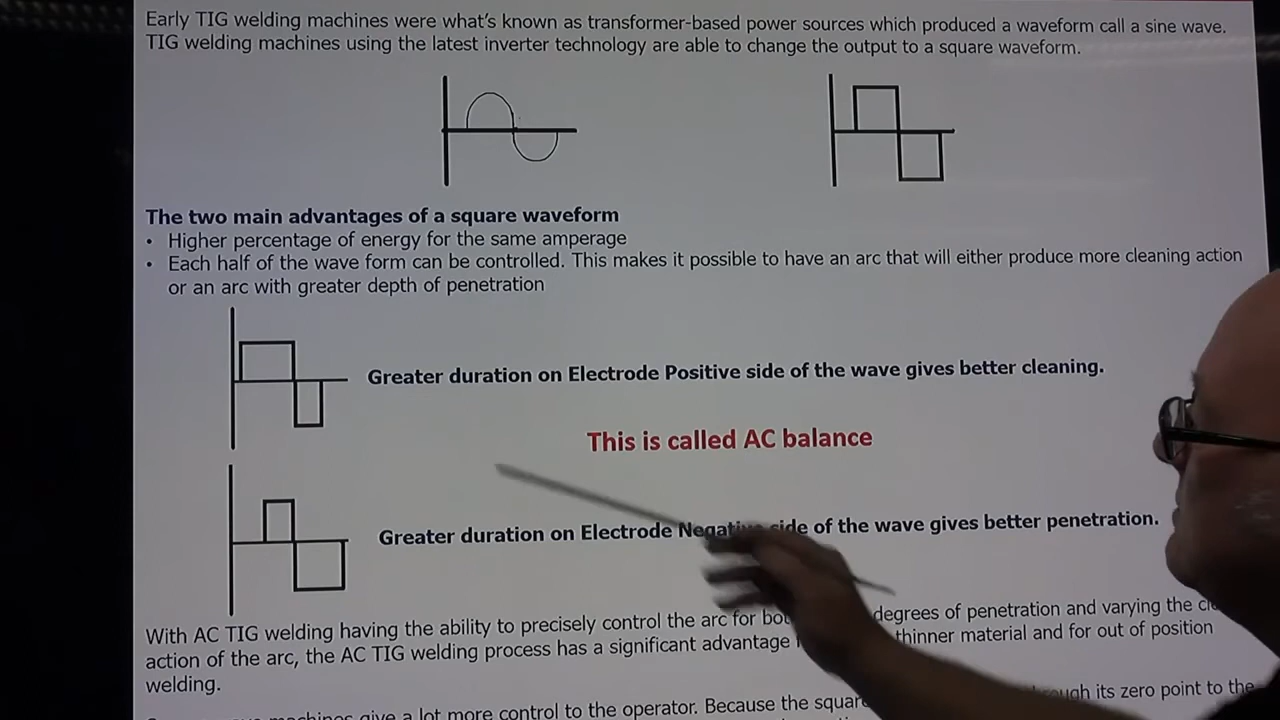 Early TIG welding machines were what's known as transformer-based power sources which produced a waveform call a sine wave.
TIG welding machines using the latest inverter technology are able to change the output to a square waveform.
The two main advantages of a square waveform
• Higher percentage of energy for the same amperage
• Each half of the wave form can be controlled. This makes it possible to have an arc that will either produce more cleaning action
or an arc with greater depth of penetration
Greater duration on Electrode Positive side of the wave gives better cleaning.
This is called AC balance
Greater duration on Electrode Negative side of the wave gives better penetration.
With AC TIG welding having the ability to precisely control the arc for degrees of penetration and varying the
action of the arc, the AC TIG welding process has a significant advantage thinner material and for out of position
welding.
machines give a lot more control to the operator. Because the its zero point to the